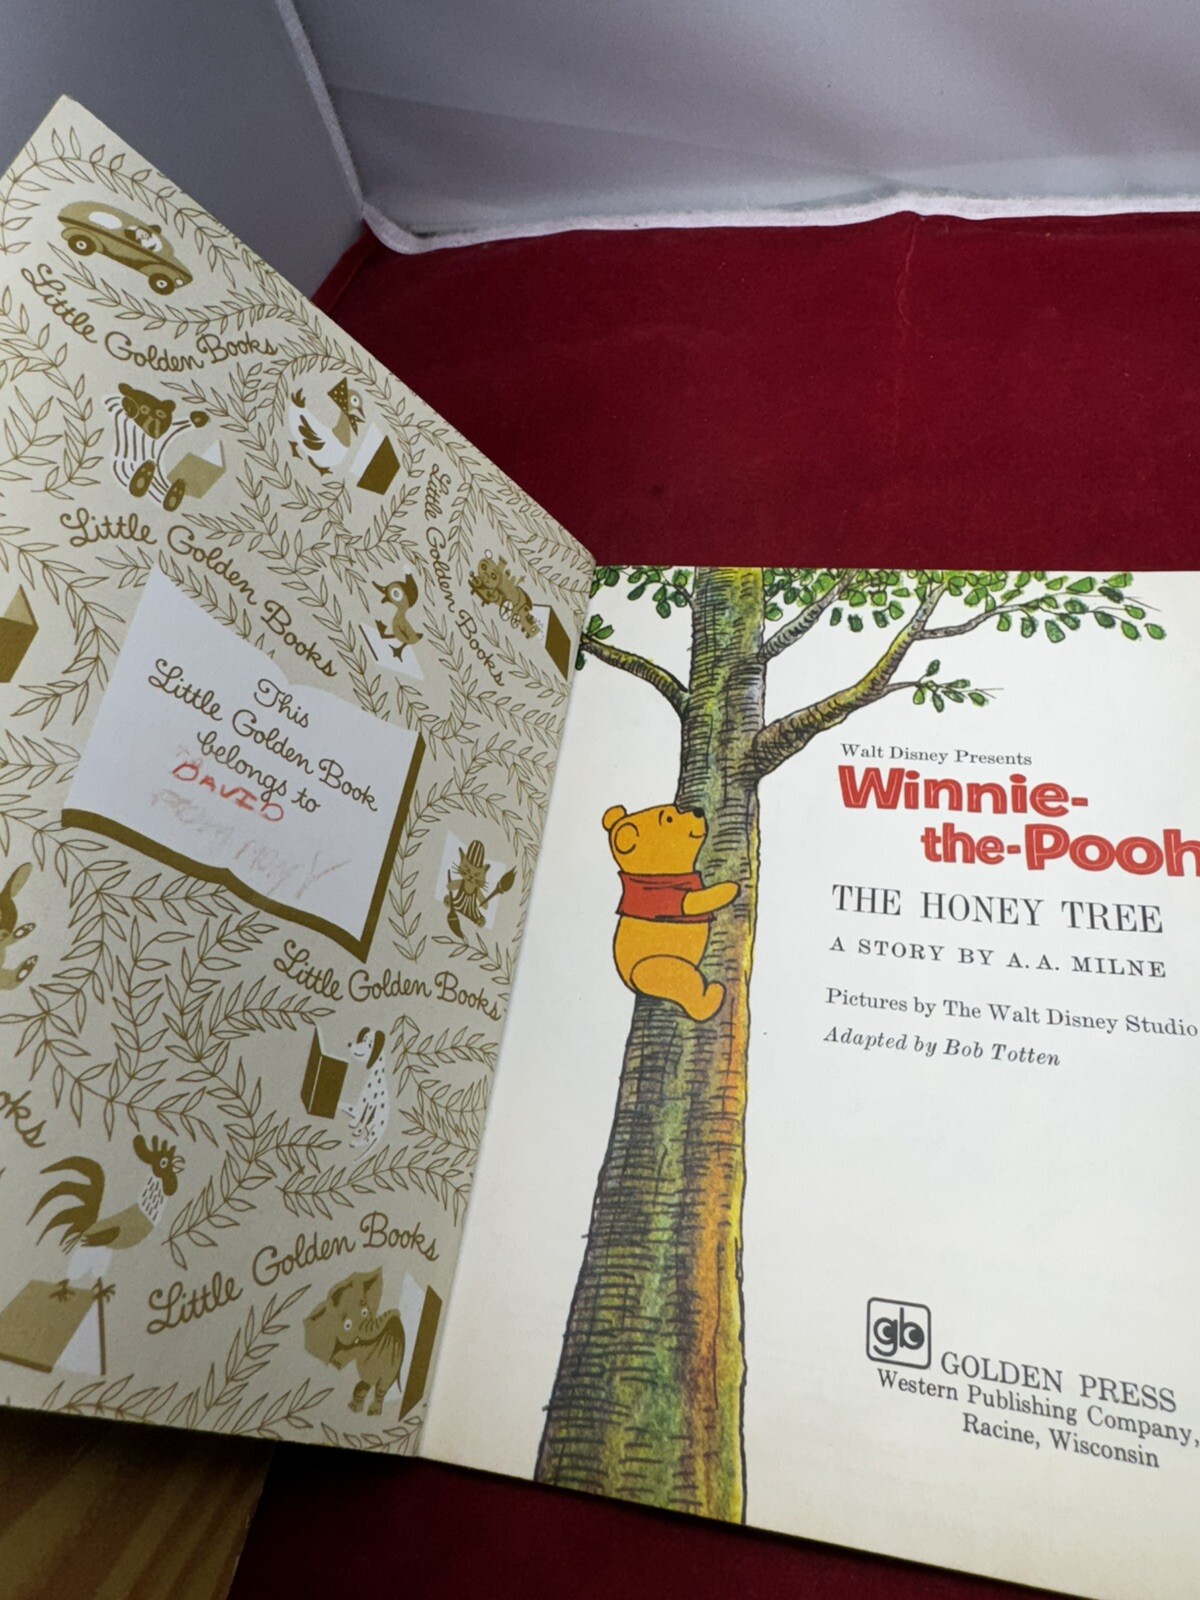 Little Golden Books
Little Golden Books
Little Golden Books
This
Little Golden Book
belongs to
DAVID
Little Golden Books
Little Golden Books
Walt Disney Presents
Winnie-
the-Pooh
THE HONEY TREE
A STORY BY A. A. MILNE
Pictures by The Walt Disney Studio
Adapted by Bob Totten
gb
GOLDEN PRESS
Western Publishing Company,
Racine, Wisconsin